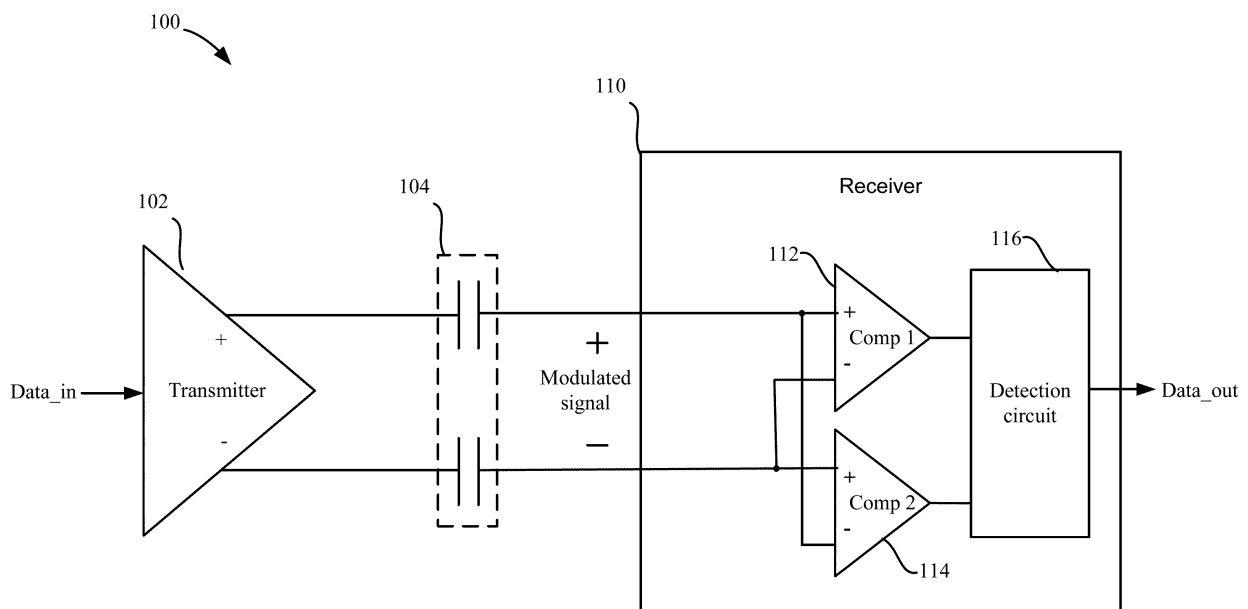 100
110
Receiver
102
104
112
116
+
+
+
Transmitter
Comp 1
-
Data_in
Modulated
signal
Detection
circuit
Data_out
-
−
+
Comp 2
-
114